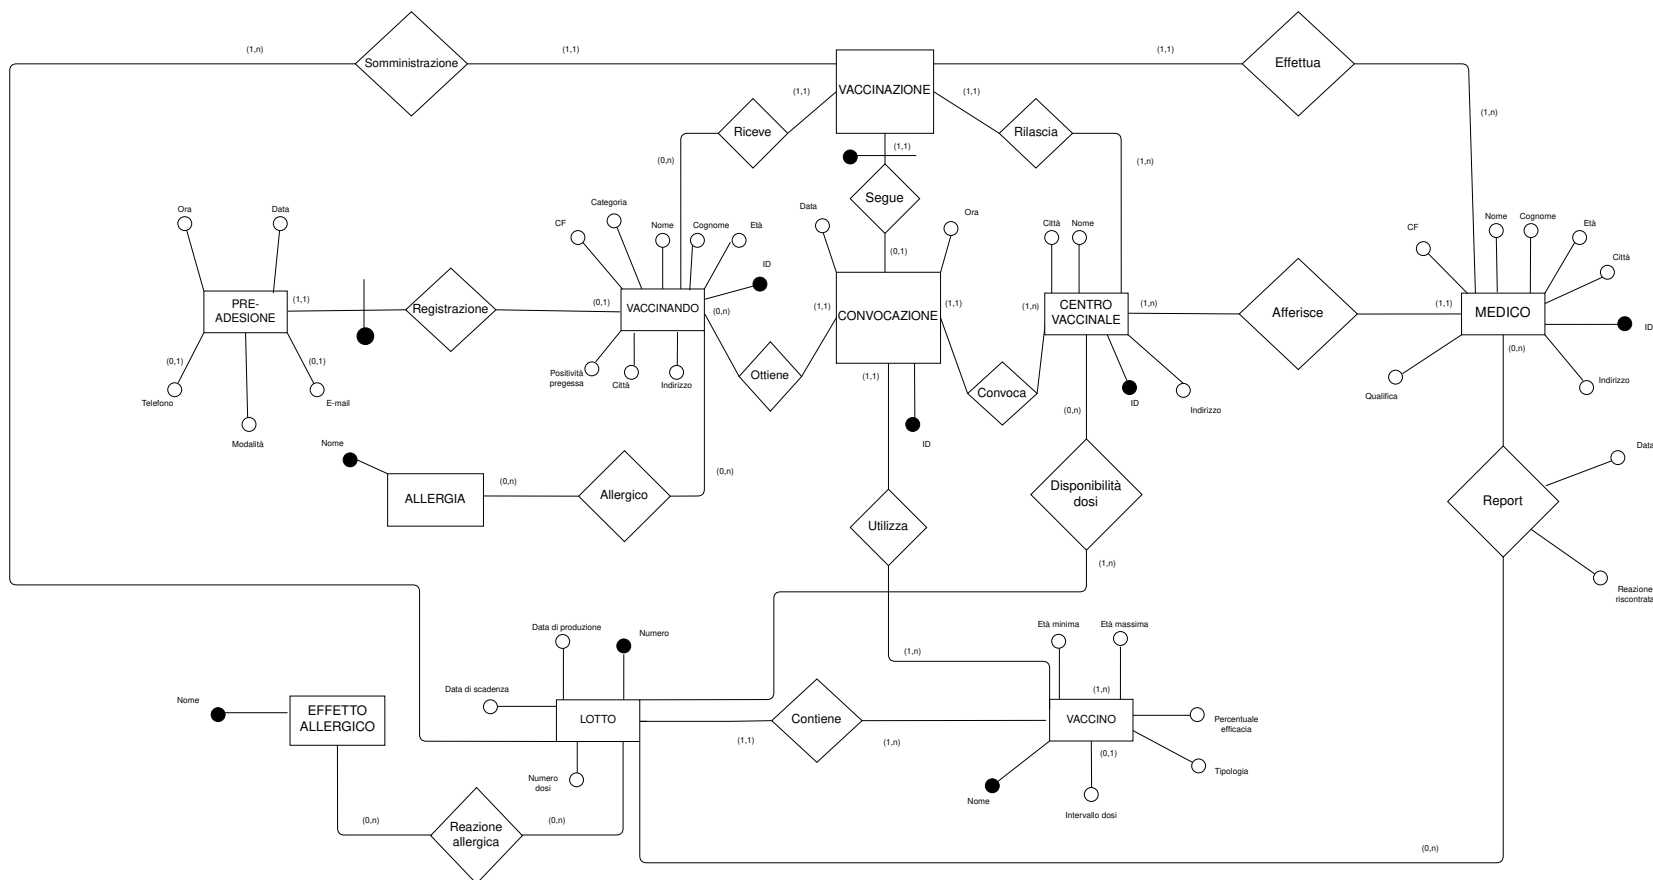 (1,n)
Somministrazione
(1,1)
VACCINAZIONE
(1,1)
Effettua
(1,n)
(1,1)
Riceve
(0,n)
(1,1)
Rilascia
(1,n)
(1,1)
Segue
(0,1)
Ora
Data
PRE-
ADESIONE
(1,1)
(0,1)
Telefono
Modalità
(0,1)
E-mail
Registrazione
(0,1)
CF
Categoria
Nome
Cognome
Età
ID
VACCINANDO
(0,n)
Positività
pregessa
Città
Indirizzo
Ottiene
(1,1)
Data
Ora
CONVOCAZIONE
(1,1)
(1,1)
ID
Convoca
(1,n)
Città
Nome
CENTRO
VACCINALE
(1,n)
ID
Indirizzo
(0,n)
Afferisce
(1,1)
CF
Nome
Cognome
Età
Città
MEDICO
ID
(0,n)
Qualifica
Indirizzo
Nome
ALLERGIA
(0,n)
Allergico
(0,n)
Utilizza
Disponibilità
dosi
(1,n)
Report
Data
Reazione
riscontrata
(1,n)
Nome
EFFETTO
ALLERGICO
Data di produzione
Numero
Data di scadenza
LOTTO
Numero
dosi
(1,1)
Contiene
(1,n)
Età minima
Età massima
(1,n)
VACCINO
Percentuale
efficacia
(0,1)
Tipologia
Nome
Intervallo dosi
(0,n)
Reazione
allergica
(0,n)
(0,n)